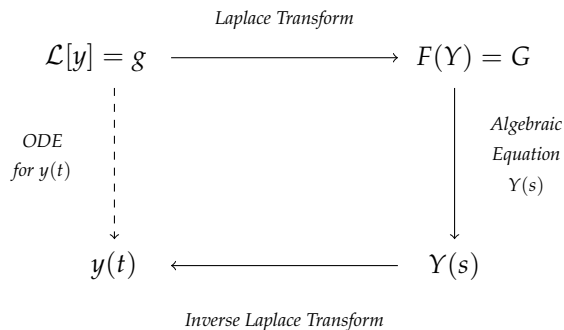 Laplace Transform
ℒ[y] = g
F(Y) = G
ODE
for y(t)
Algebraic
Equation
Y(s)
y(t)
Y(s)
Inverse Laplace Transform